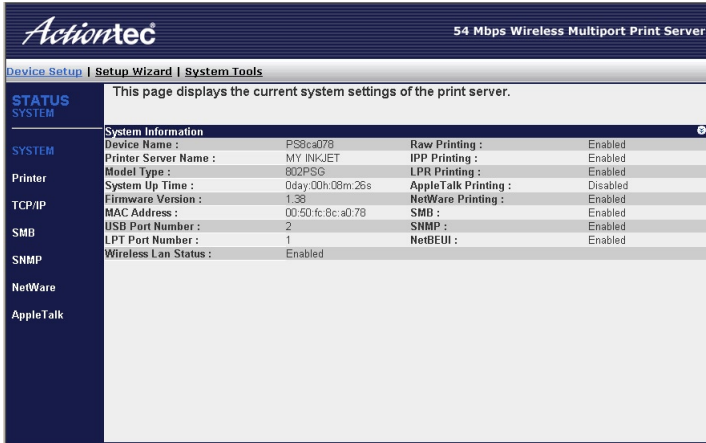 Actiontec
54 Mbps Wireless Multiport Print Server
Device Setup | Setup Wizard | System Tools
STATUS
SYSTEM
This page displays the current system settings of the print server.
SYSTEM
Printer
TCP/IP
SMB
SNMP
NetWare
AppleTalk
System Information
Device Name : PS8ca078 Raw Printing : Enabled
Printer Server Name : MY INKJET IPP Printing : Enabled
Model Type : 802PSG LPR Printing : Enabled
System Up Time : 0day:00h:08m:26s AppleTalk Printing : Disabled
Firmware Version : 1.38 NetWare Printing : Enabled
MAC Address : 00:50:fc:8c:a0:78 SMB : Enabled
USB Port Number : 2 SNMP : Enabled
LPT Port Number : 1 NetBEUI : Enabled
Wireless Lan Status : Enabled